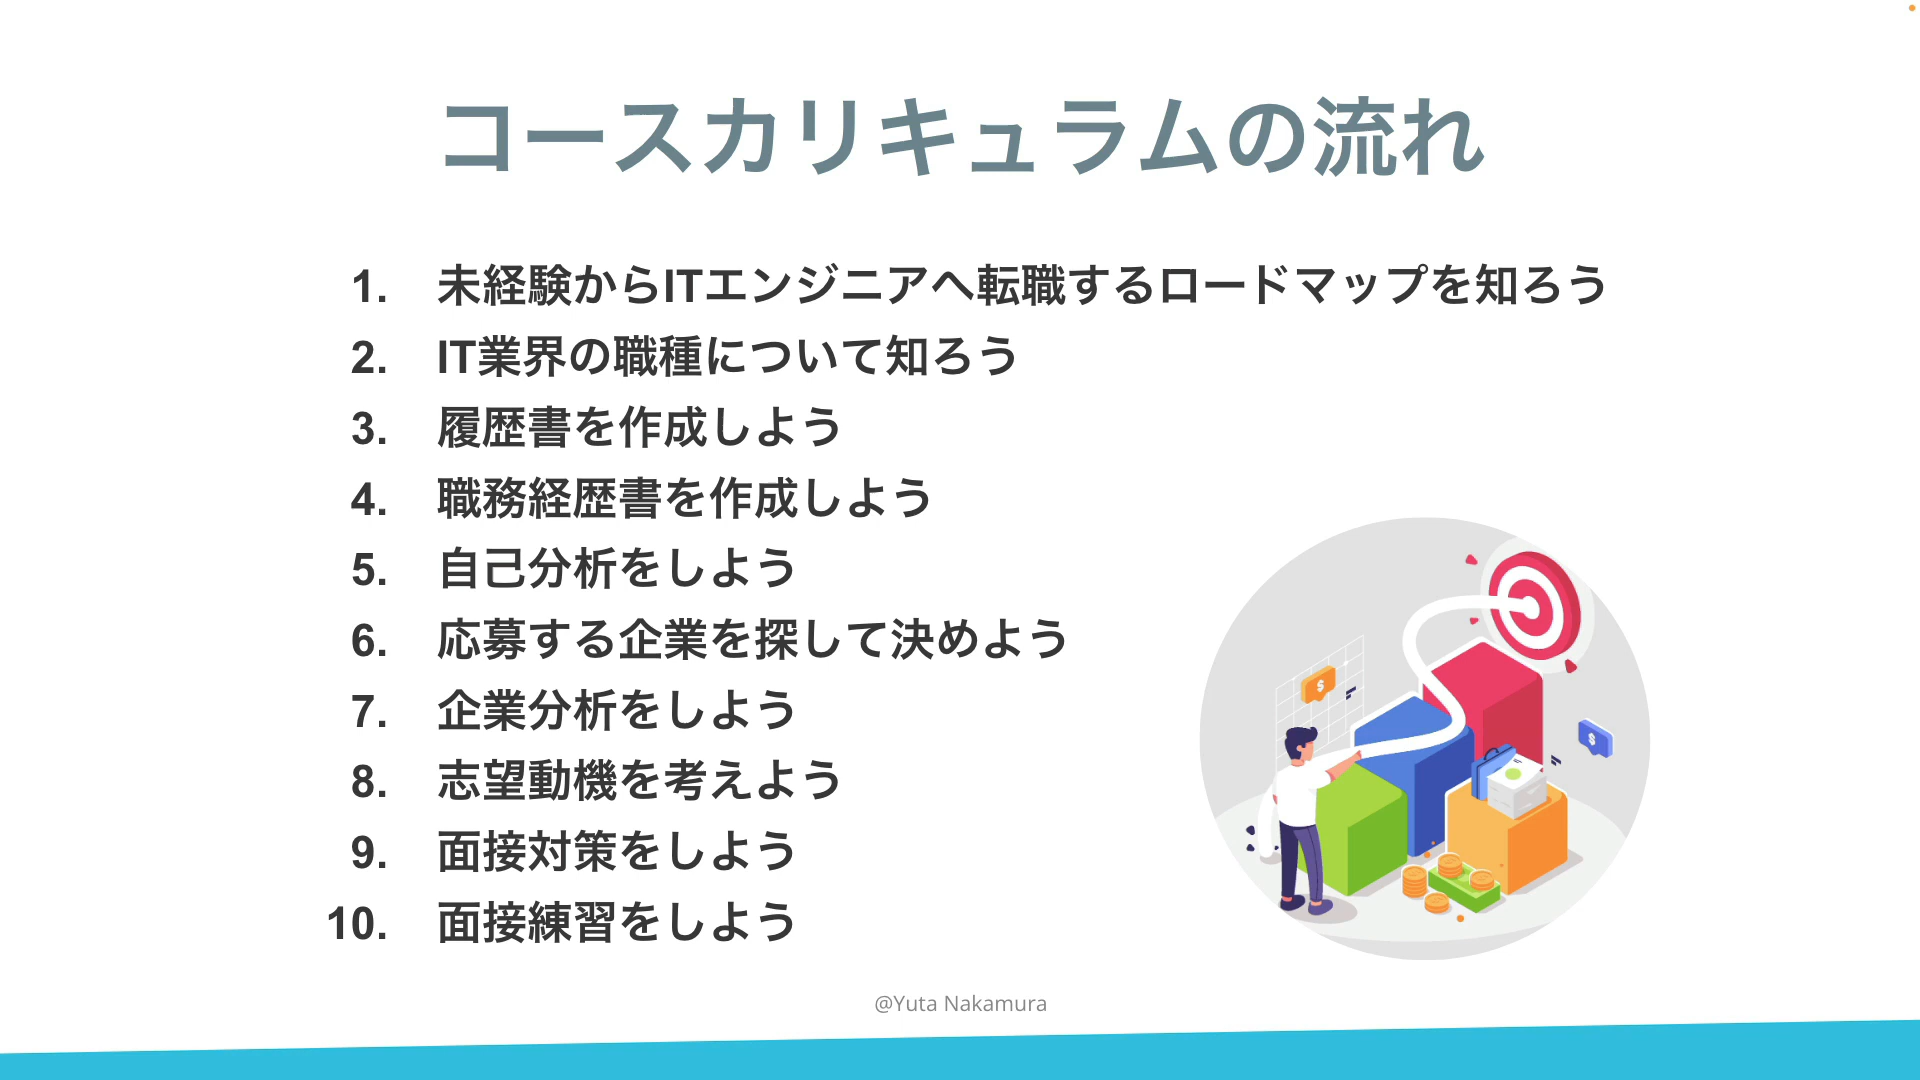 コースカリキュラムの流れ
1. 未経験からITエンジニアへ転職するロードマップを知ろう
2. IT業界の職種について知ろう
3. 履歴書を作成しよう
4. 職務経歴書を作成しよう
5. 自己分析をしよう
6. 応募する企業を探して決めよう
7. 企業分析をしよう
8. 志望動機を考えよう
9. 面接対策をしよう
10. 面接練習をしよう
$
$
@Yuta Nakamura